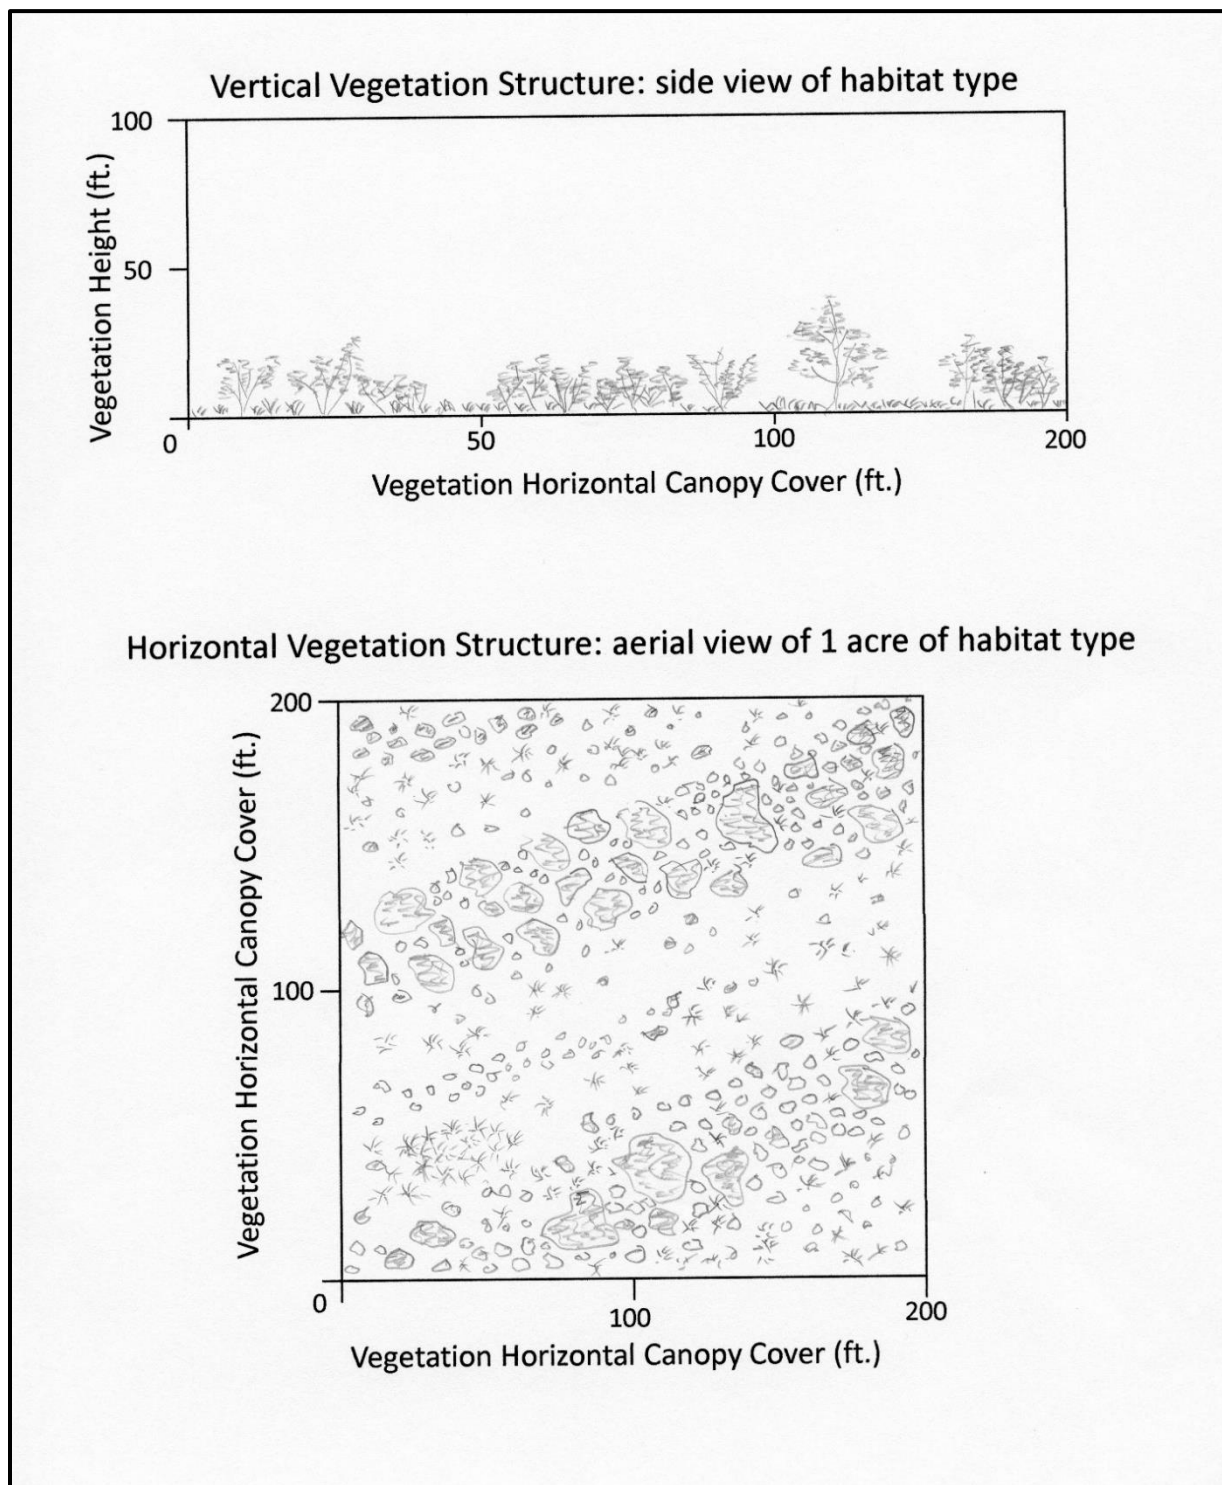 Vertical Vegetation Structure: side view of habitat type
100
50
Vegetation Height (ft.)
0
50
100
200
Vegetation Horizontal Canopy Cover (ft.)
Horizontal Vegetation Structure: aerial view of 1 acre of habitat type
200
100
Vegetation Horizontal Canopy Cover (ft.)
0
100
200
Vegetation Horizontal Canopy Cover (ft.)